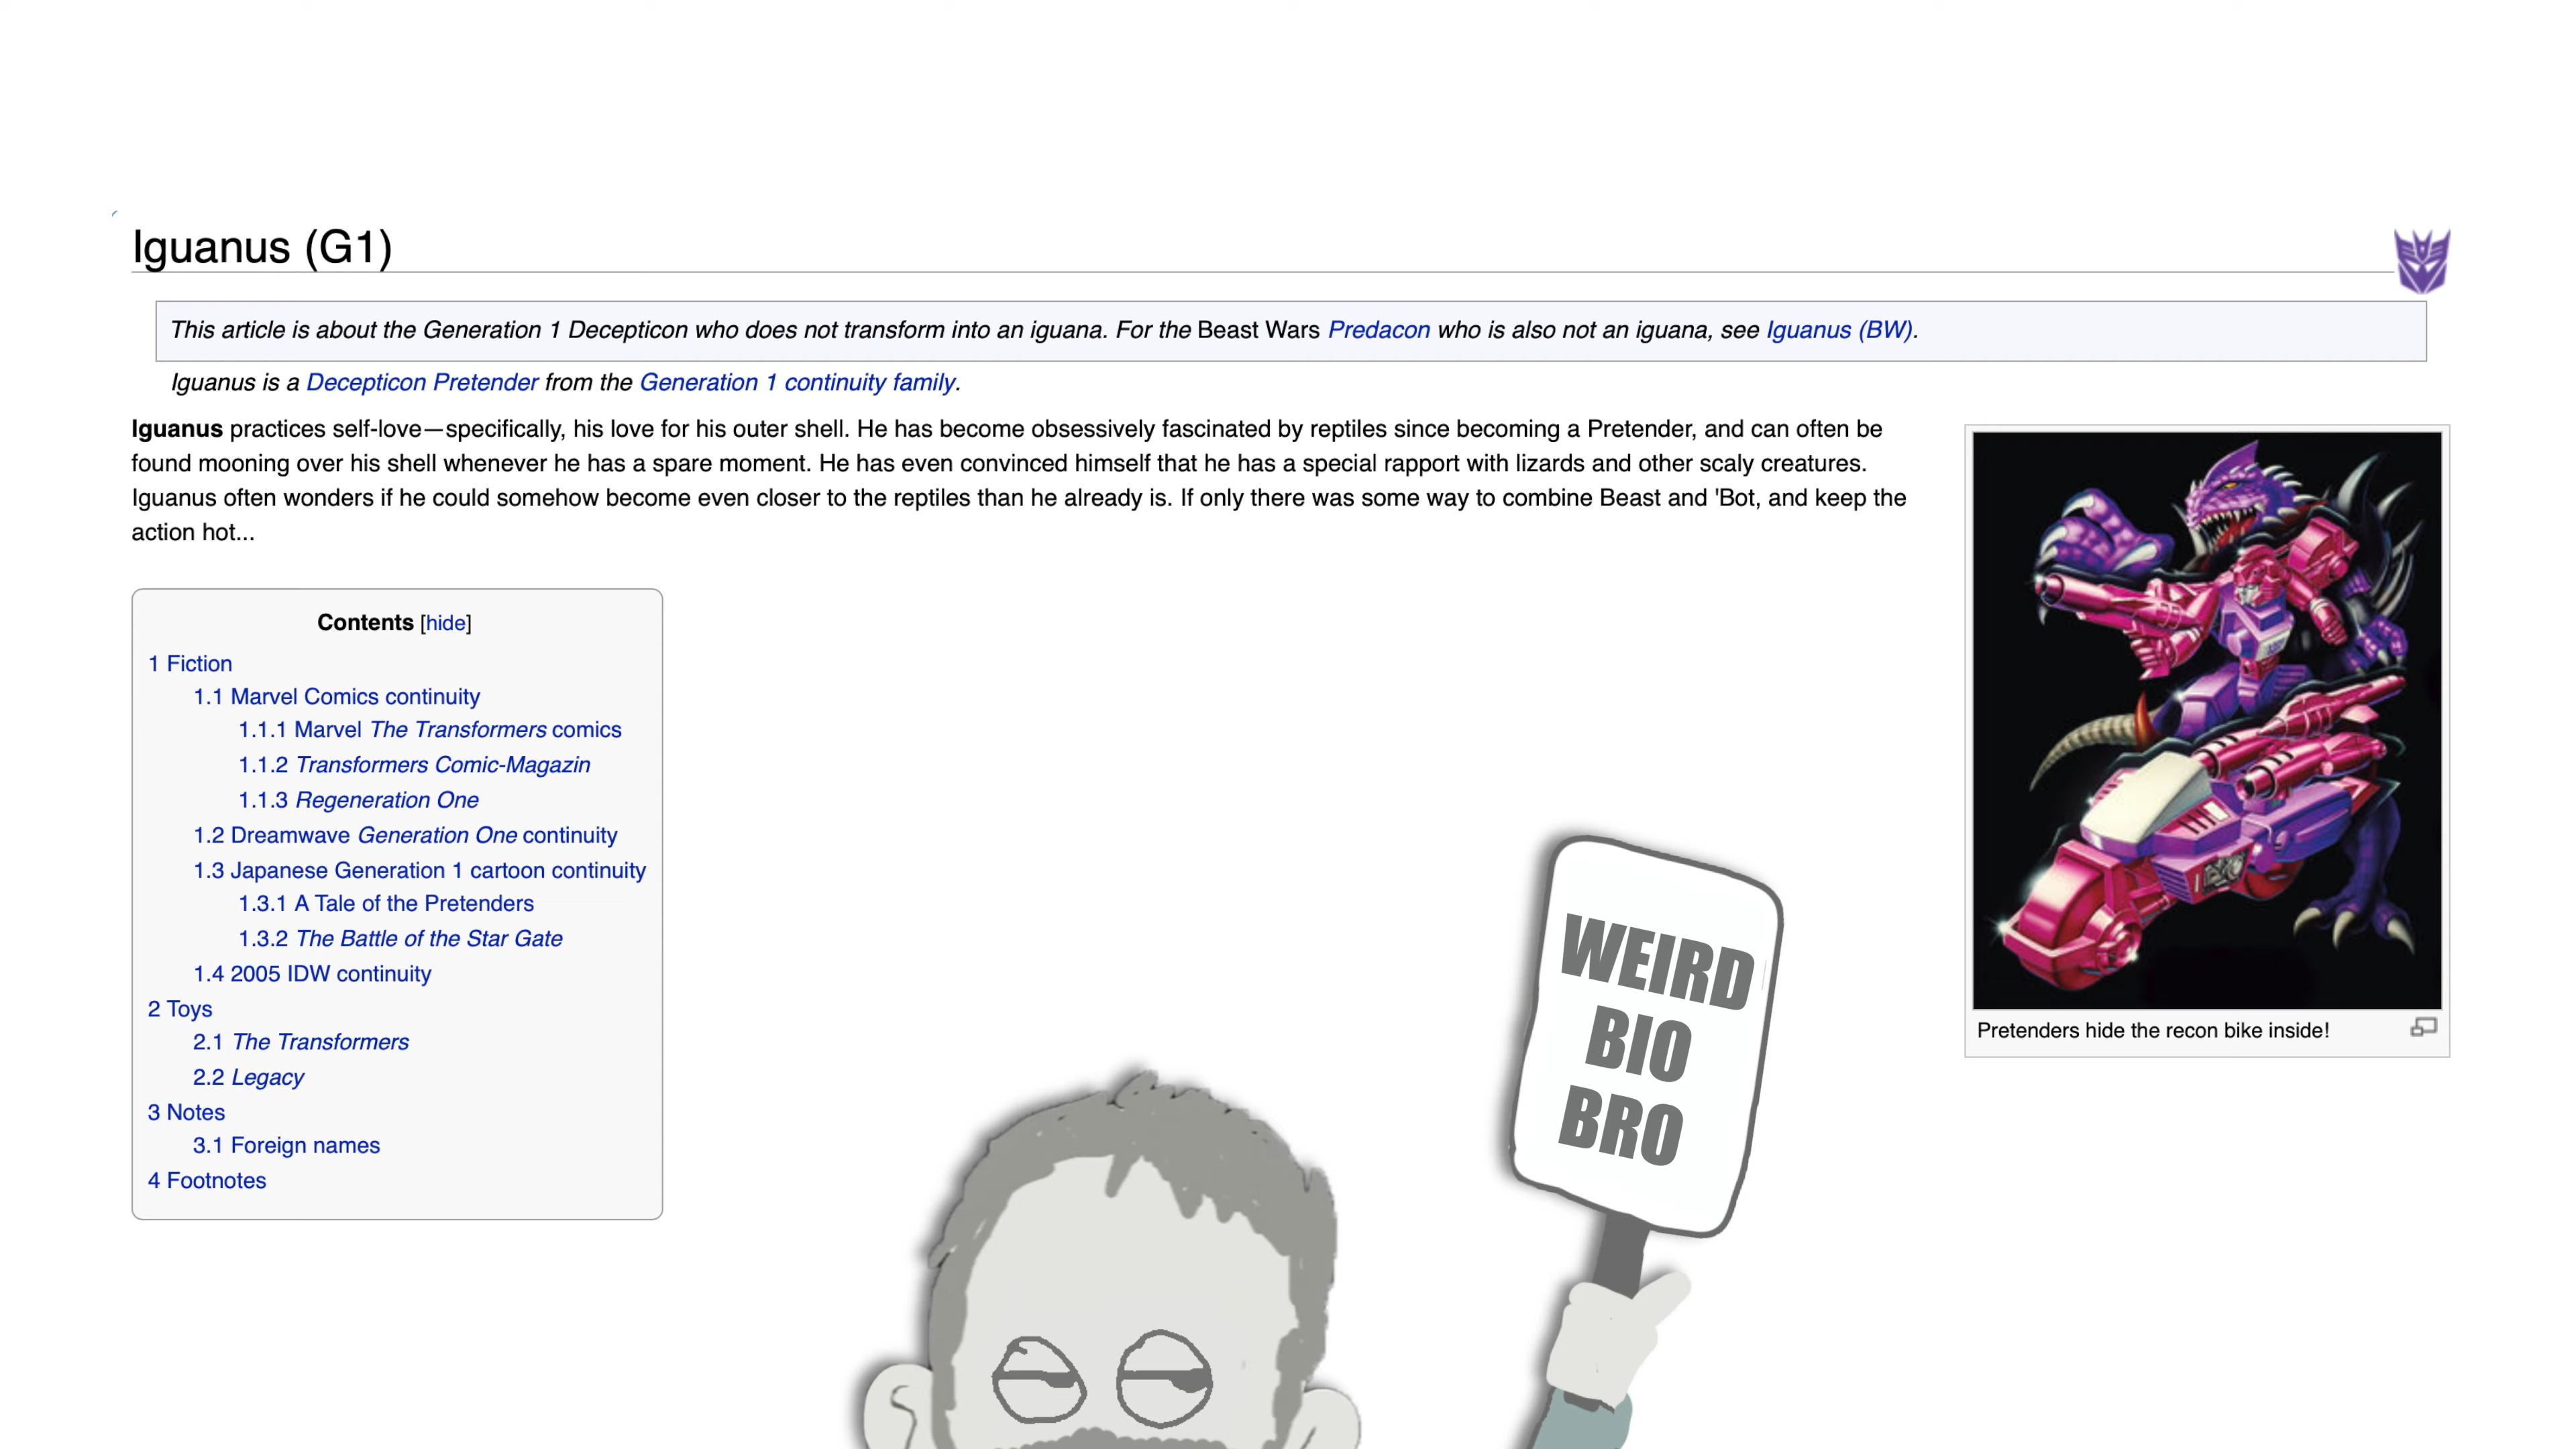 Iguanus (G1)
This article is about the Generation 1 Decepticon who does not transform into an iguana. For the Beast Wars Predacon who is also not an iguana, see Iguanus (BW).
Iguanus is a Decepticon Pretender from the Generation 1 continuity family.
Iguanus practices self-love—specifically, his love for his outer shell. He has become obsessively fascinated by reptiles since becoming a Pretender, and can often be
found mooning over his shell whenever he has a spare moment. He has even convinced himself that he has a special rapport with lizards and other scaly creatures.
Iguanus often wonders if he could somehow become even closer to the reptiles than he already is. If only there was some way to combine Beast and 'Bot, and keep the
action hot...
Contents [hide]
1 Fiction
1.1 Marvel Comics continuity
1.1.1 Marvel The Transformers comics
1.1.2 Transformers Comic-Magazin
1.1.3 Regeneration One
1.2 Dreamwave Generation One continuity
1.3 Japanese Generation 1 cartoon continuity
1.3.1 A Tale of the Pretenders
1.3.2 The Battle of the Star Gate
1.4 2005 IDW continuity
2 Toys
2.1 The Transformers
2.2 Legacy
3 Notes
3.1 Foreign names
4 Footnotes
Pretenders hide the recon bike inside!
WEIRD
BIO
BRO